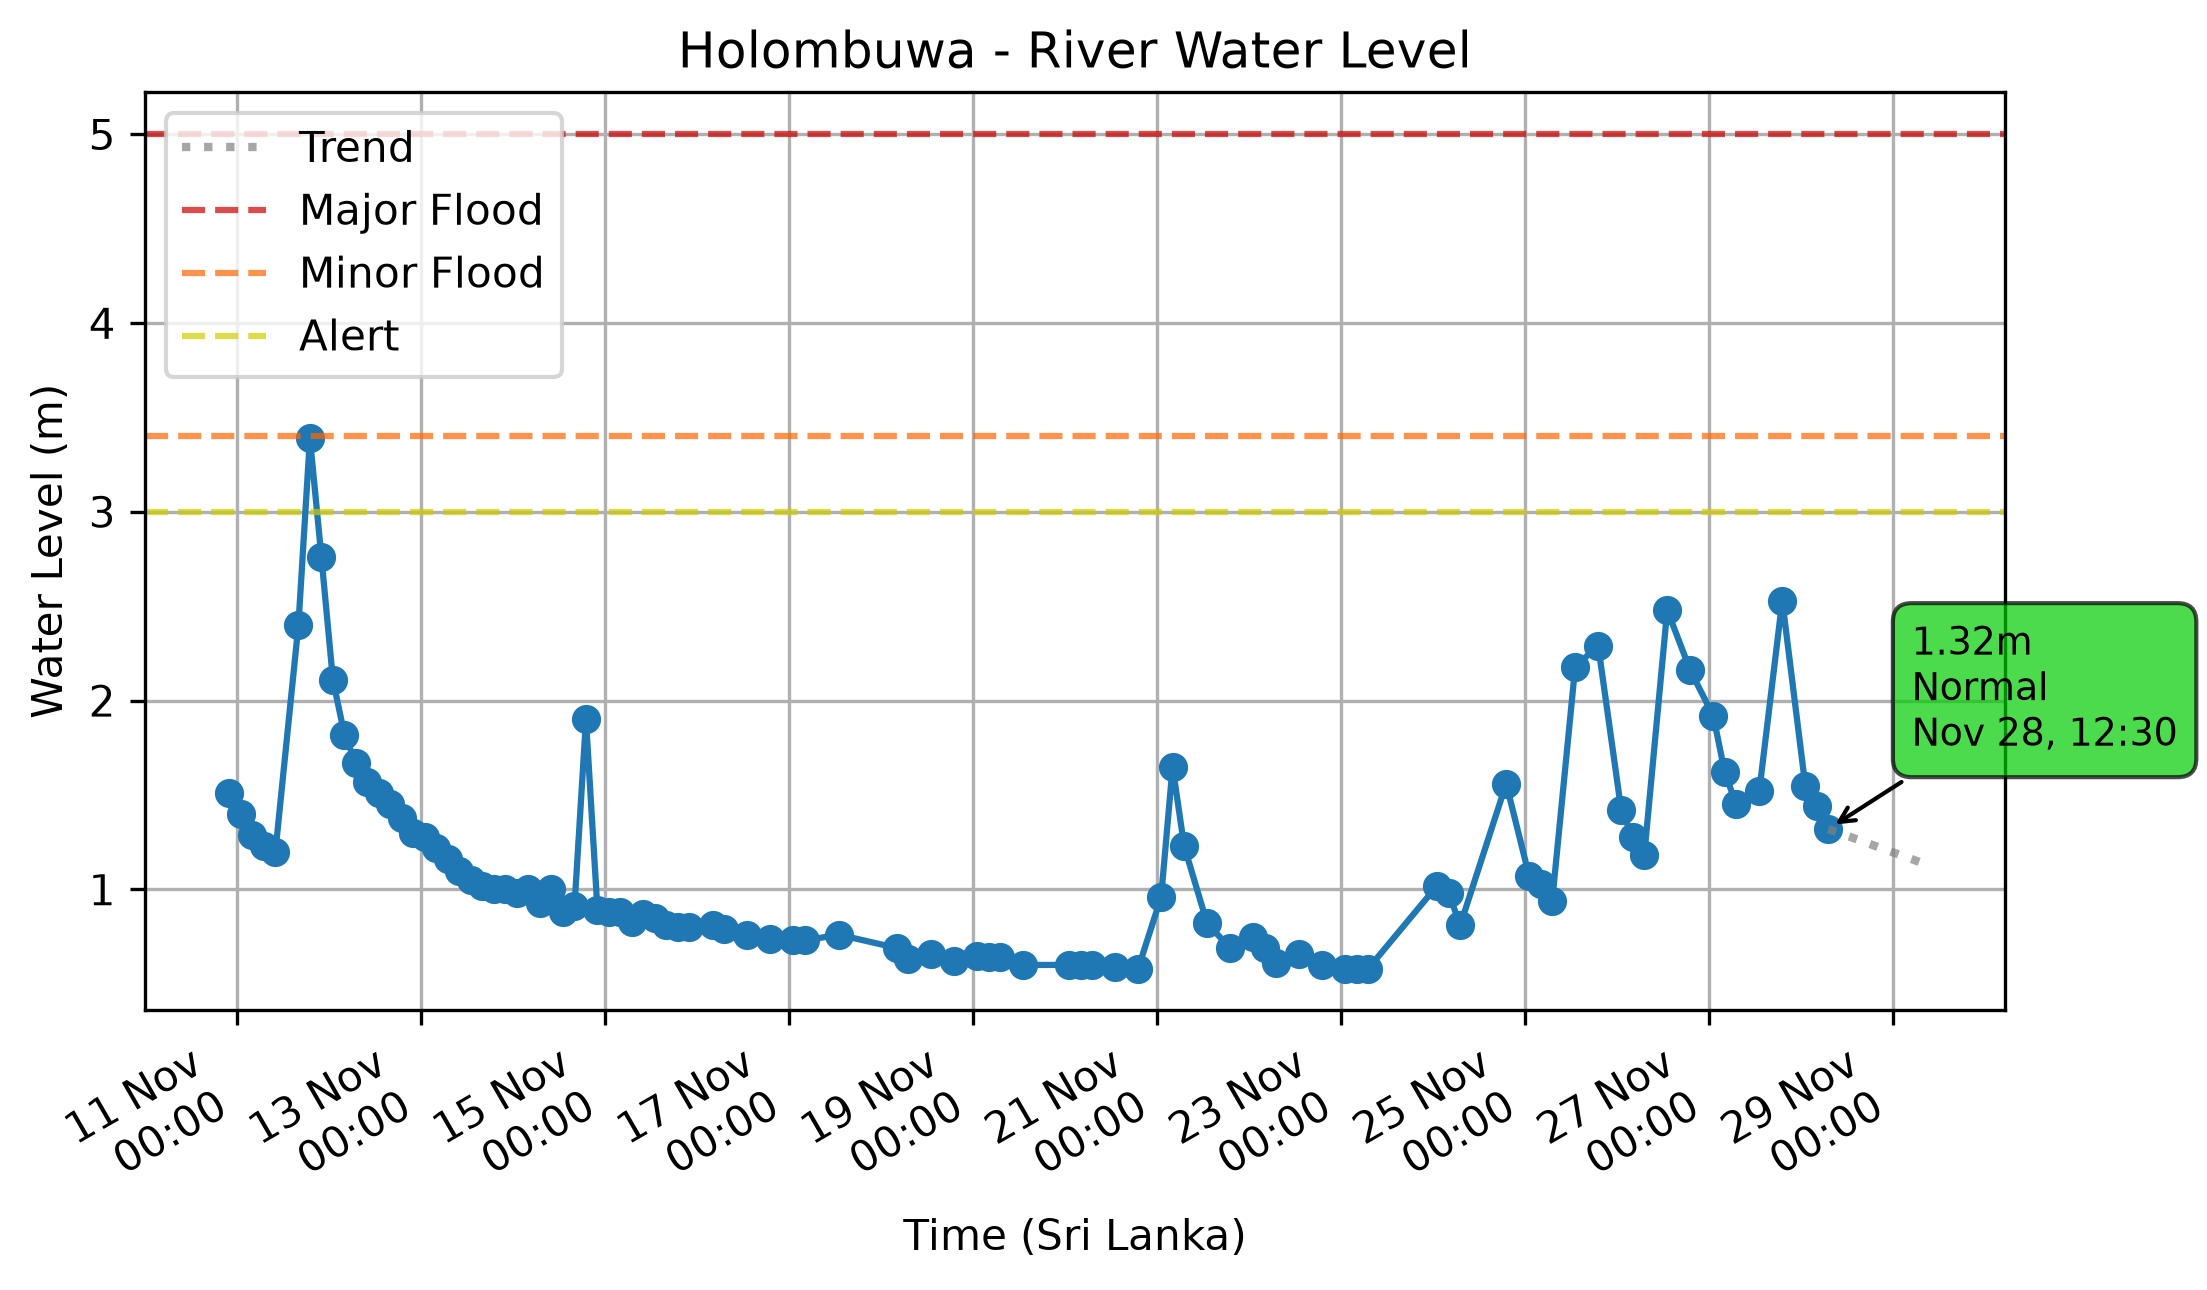 Holombuwa - River Water Level
5
4
3
2
1
Water Level (m)
Trend
Major Flood
Minor Flood
Alert
1.32m
Normal
Nov 28, 12:30
11 Nov
00:00
13 Nov
00:00
15 Nov
00:00
17 Nov
00:00
19 Nov
00:00
21 Nov
00:00
23 Nov
00:00
25 Nov
00:00
27 Nov
00:00
29 Nov
00:00
Time (Sri Lanka)